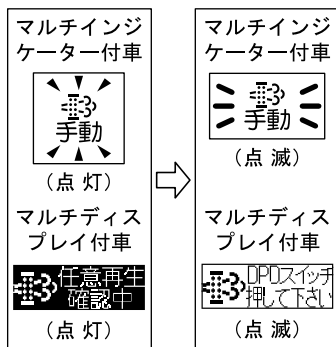 マルチインジ
ケーター付車
手動
(点 灯)
マルチディス
プレイ付車
任意再生
確認中
(点 灯)
マルチインジ
ケーター付車
手動
(点 滅)
マルチディス
プレイ付車
DPDスイッチ
押して下さい
(点 滅)